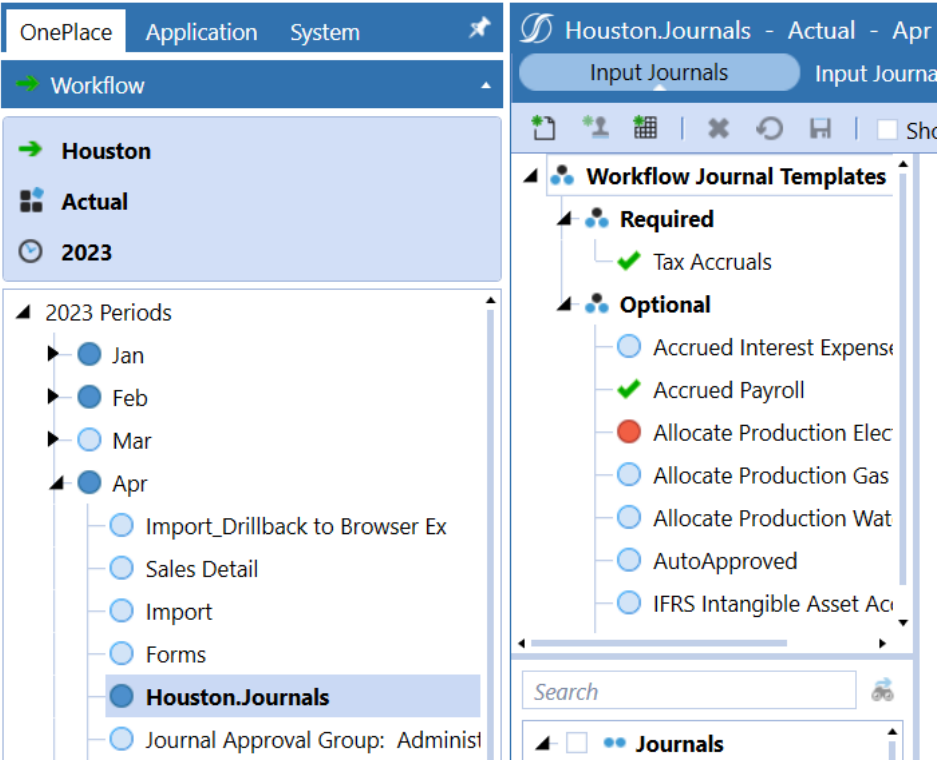 OnePlace Application System
Workflow
Houston
Actual
2023
2023 Periods
Jan
Feb
Mar
Apr
Import_Drillback to Browser Ex
Sales Detail
Import
Forms
Houston.Journals
Journal Approval Group: Administ
Houston.Journals - Actual - Apr
Input Journals Input Journa
Sho
Workflow Journal Templates
Required
Tax Accruals
Optional
Accrued Interest Expense
Accrued Payroll
Allocate Production Elec
Allocate Production Gas
Allocate Production Wat
AutoApproved
IFRS Intangible Asset Acc
Search
Journals